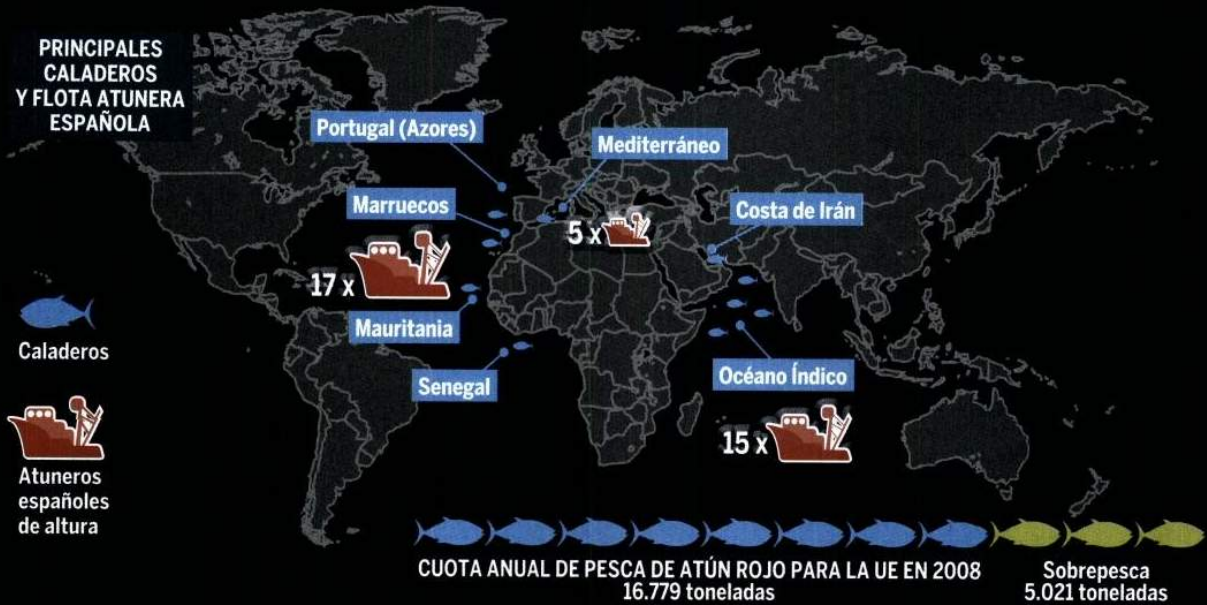 PRINCIPALES
CALADEROS
Y FLOTA ATUNERA
ESPAÑOLA
Portugal (Azores)
Mediterráneo
Marruecos
Costa de Irán
5 x
17 x
Mauritania
Caladeros
Senegal
Océano Índico
15 x
Atuneros
españoles
de altura
CUOTA ANUAL DE PESCA DE ATÚN ROJO PARA LA UE EN 2008
16.779 toneladas
Sobrepesca
5.021 toneladas